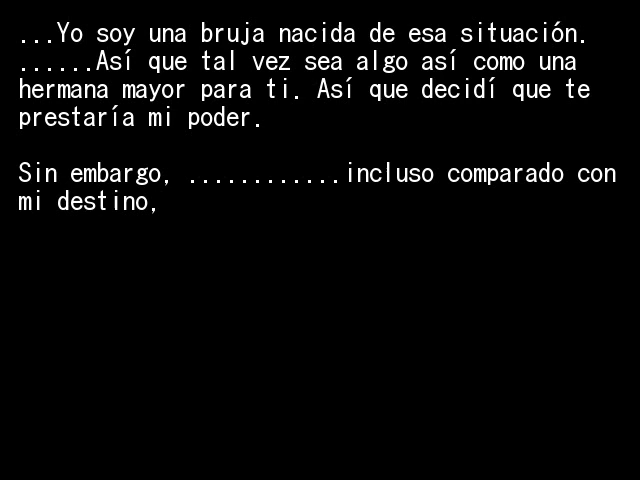 ...Yo soy una bruja nacida de esa situación.
......Así que tal vez sea algo así como una
hermana mayor para ti. Así que decidí que te
prestaría mi poder.
Sin embargo, ............incluso comparado con
mi destino,